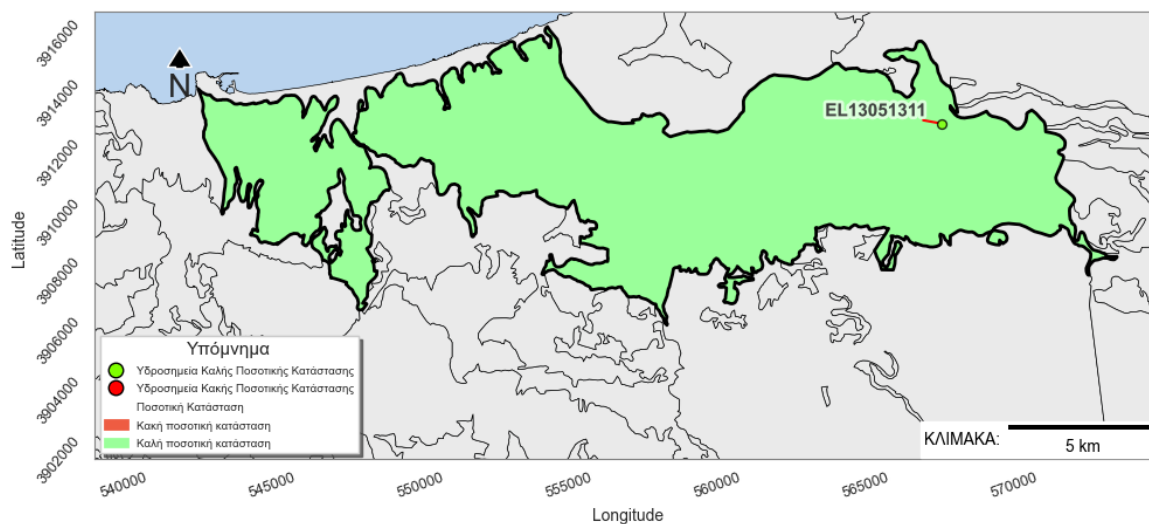 3916000
3914000
3912000
3910000
3908000
3906000
3904000
3902000
Latitude
N
EL13051311
Υπόμνημα
Υδροσημεία Καλής Ποσοτικής Κατάστασης
Υδροσημεία Κακής Ποσοτικής Κατάστασης
Ποσοτική Κατάσταση
Κακή ποσοτική κατάσταση
Καλή ποσοτική κατάσταση
ΚΛΙΜΑΚΑ:
5 km
540000 545000 550000 555000 560000 565000 570000
Longitude